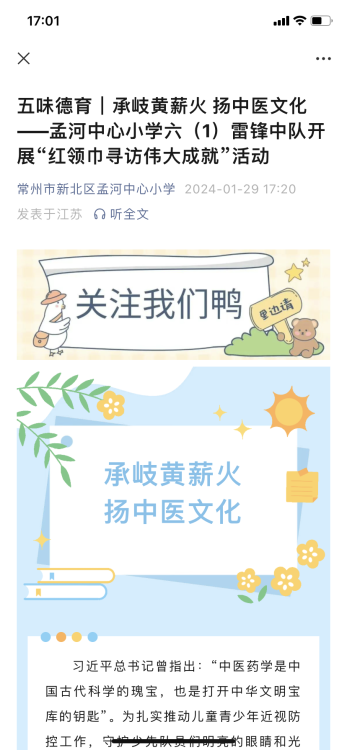 17:01
五味德育｜承岐黄薪火 扬中医文化
——孟河中心小学六（1）雷锋中队开
展“红领巾寻访伟大成就”活动
常州市新北区孟河中心小学 2024-01-29 17:20
发表于江苏 听全文
关注我们鸭
里边请
承岐黄薪火
扬中医文化
习近平总书记曾指出：“中医药学是中
国古代科学的瑰宝，也是打开中华文明宝
库的钥匙”。为扎实推动儿童青少年近视防
控工作，守护少先队员们明亮的眼睛和光